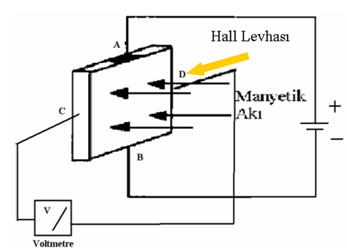 Hall Levhası
A
D
C
Manyetik
Akı
+
−
B
V
Voltmetre